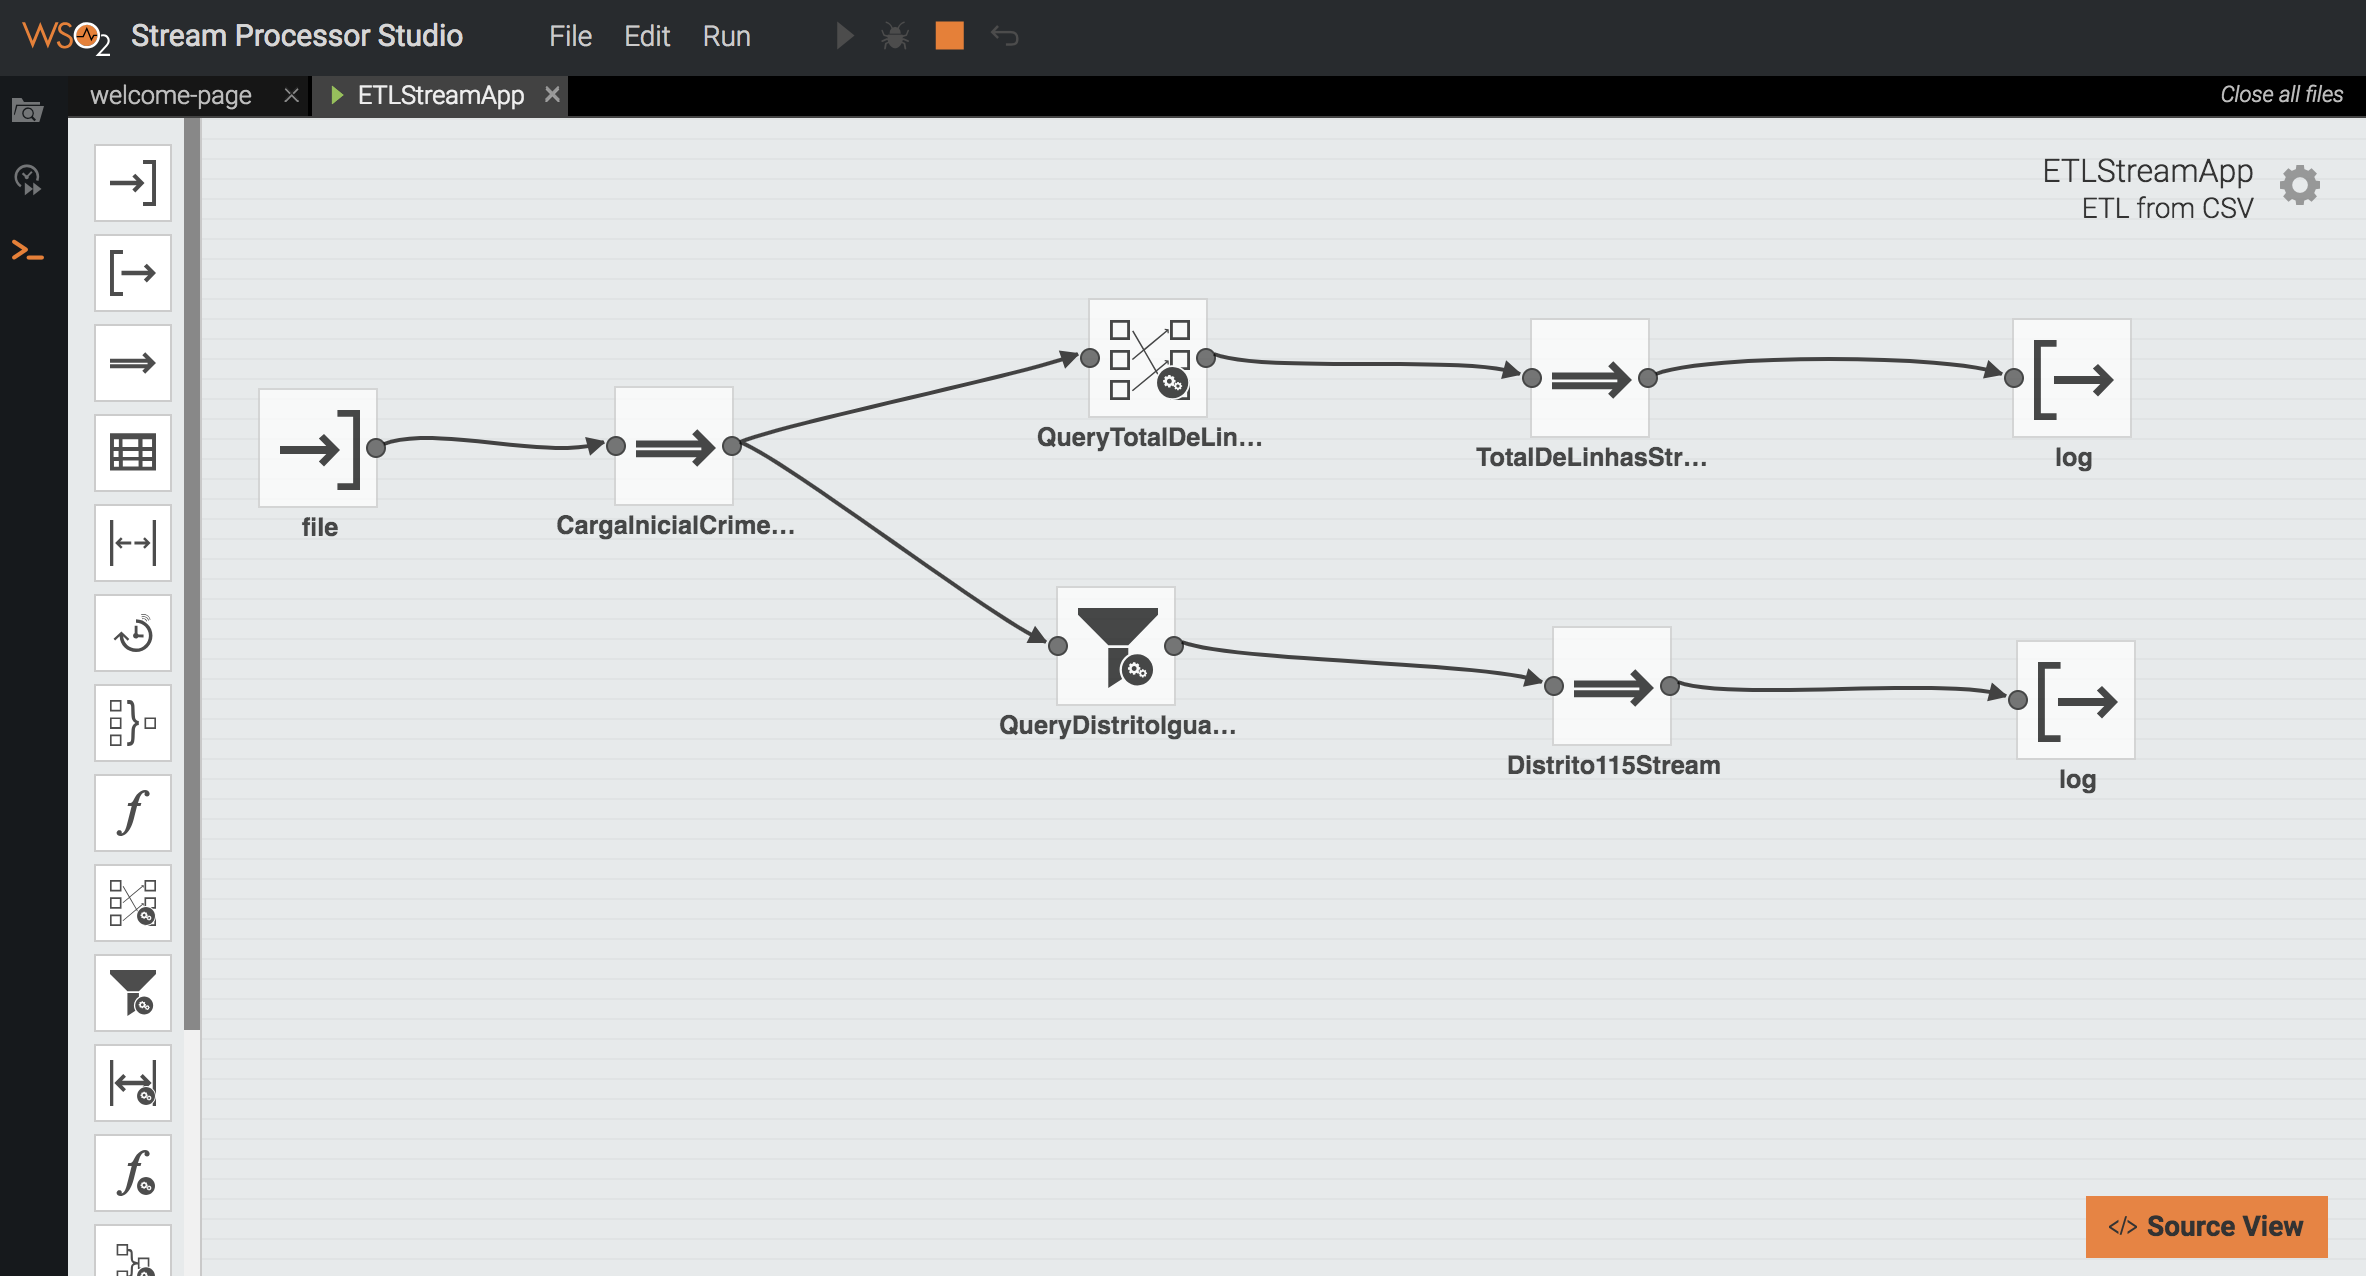 WSO2 Stream Processor Studio File Edit Run
welcome-page ETLStreamApp Close all files
ETLStreamApp
ETL from CSV
QueryTotalDeLin...
TotalDeLinhasStr...
log
file
CargaInicialCrime...
QueryDistritoIgua...
Distrito115Stream
log
</> Source View